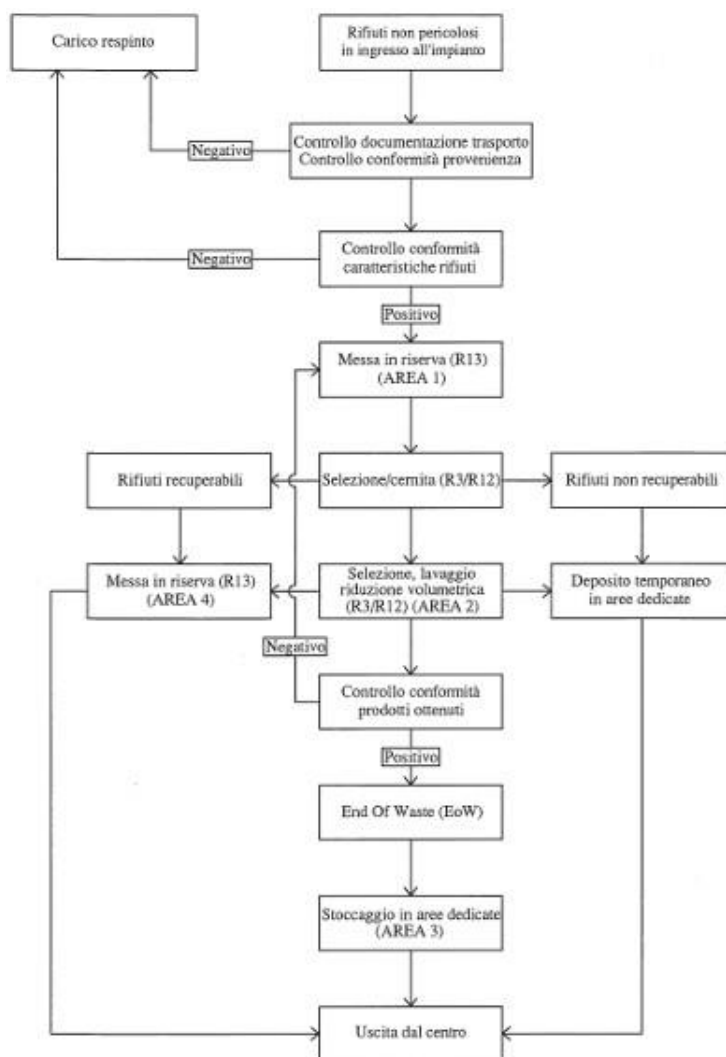 Carico respinto
Rifiuti non pericolosi
in ingresso all'impianto
Negativo
Controllo documentazione trasporto
Controllo conformità provenienza
Negativo
Controllo conformità
caratteristiche rifiuti
Positivo
Messa in riserva (R13)
(AREA 1)
Rifiuti recuperabili
Selezione/cernita (R3/R12)
Rifiuti non recuperabili
Messa in riserva (R13)
(AREA 4)
Selezione, lavaggio
riduzione volumetrica
(R3/R12) (AREA 2)
Deposito temporaneo
in aree dedicate
Negativo
Controllo conformità
prodotti ottenuti
Positivo
End Of Waste (EoW)
Stoccaggio in aree dedicate
(AREA 3)
Uscita dal centro